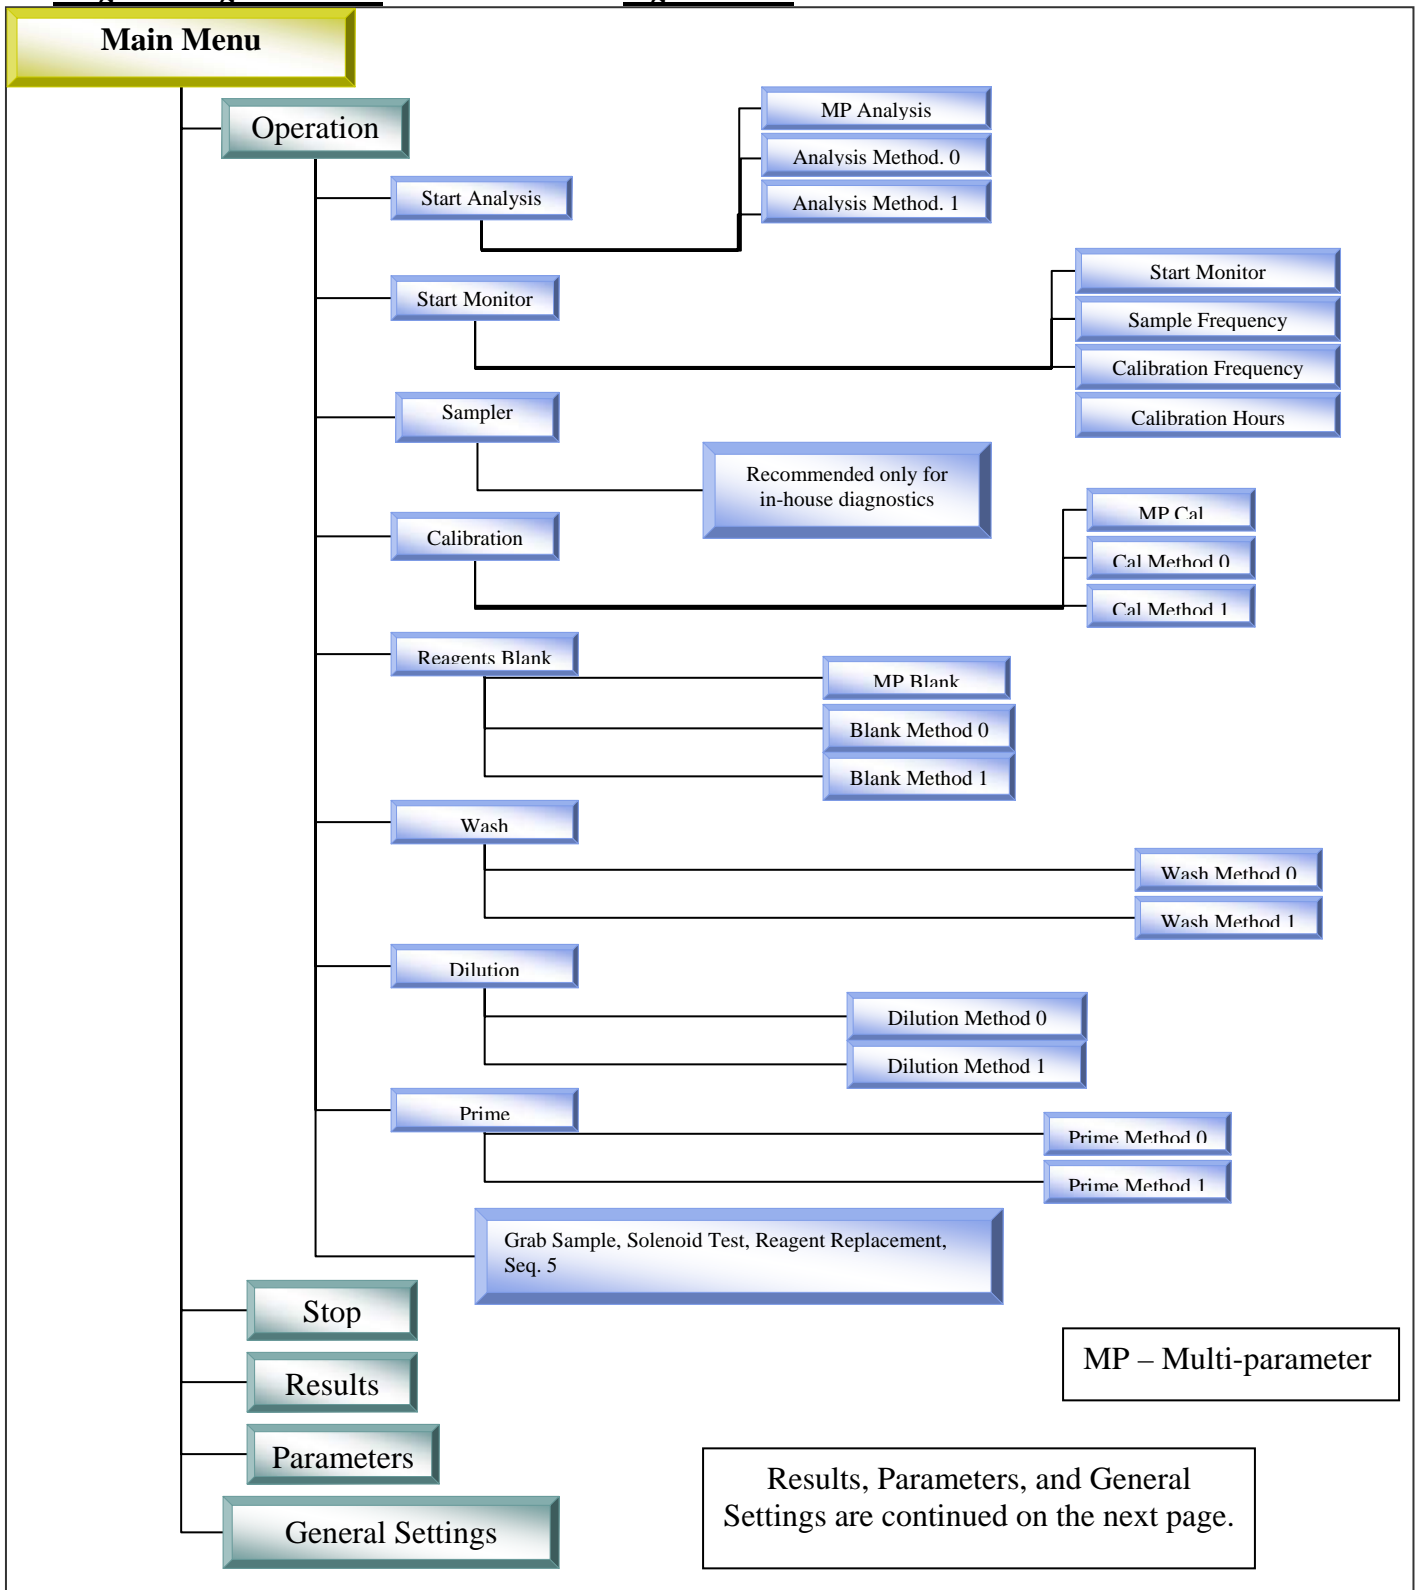 Main Menu
Operation
MP Analysis
Analysis Method. 0
Analysis Method. 1
Start Analysis
Start Monitor
Start Monitor
Sample Frequency
Calibration Frequency
Calibration Hours
Sampler
Recommended only for
in-house diagnostics
Calibration
MP Cal
Cal Method 0
Cal Method 1
Reagents Blank
MP Blank
Blank Method 0
Blank Method 1
Wash
Wash Method 0
Wash Method 1
Dilution
Dilution Method 0
Dilution Method 1
Prime
Prime Method 0
Prime Method 1
Grab Sample, Solenoid Test, Reagent Replacement,
Seq. 5
Stop
Results
Parameters
General Settings
MP – Multi-parameter
Results, Parameters, and General
Settings are continued on the next page.